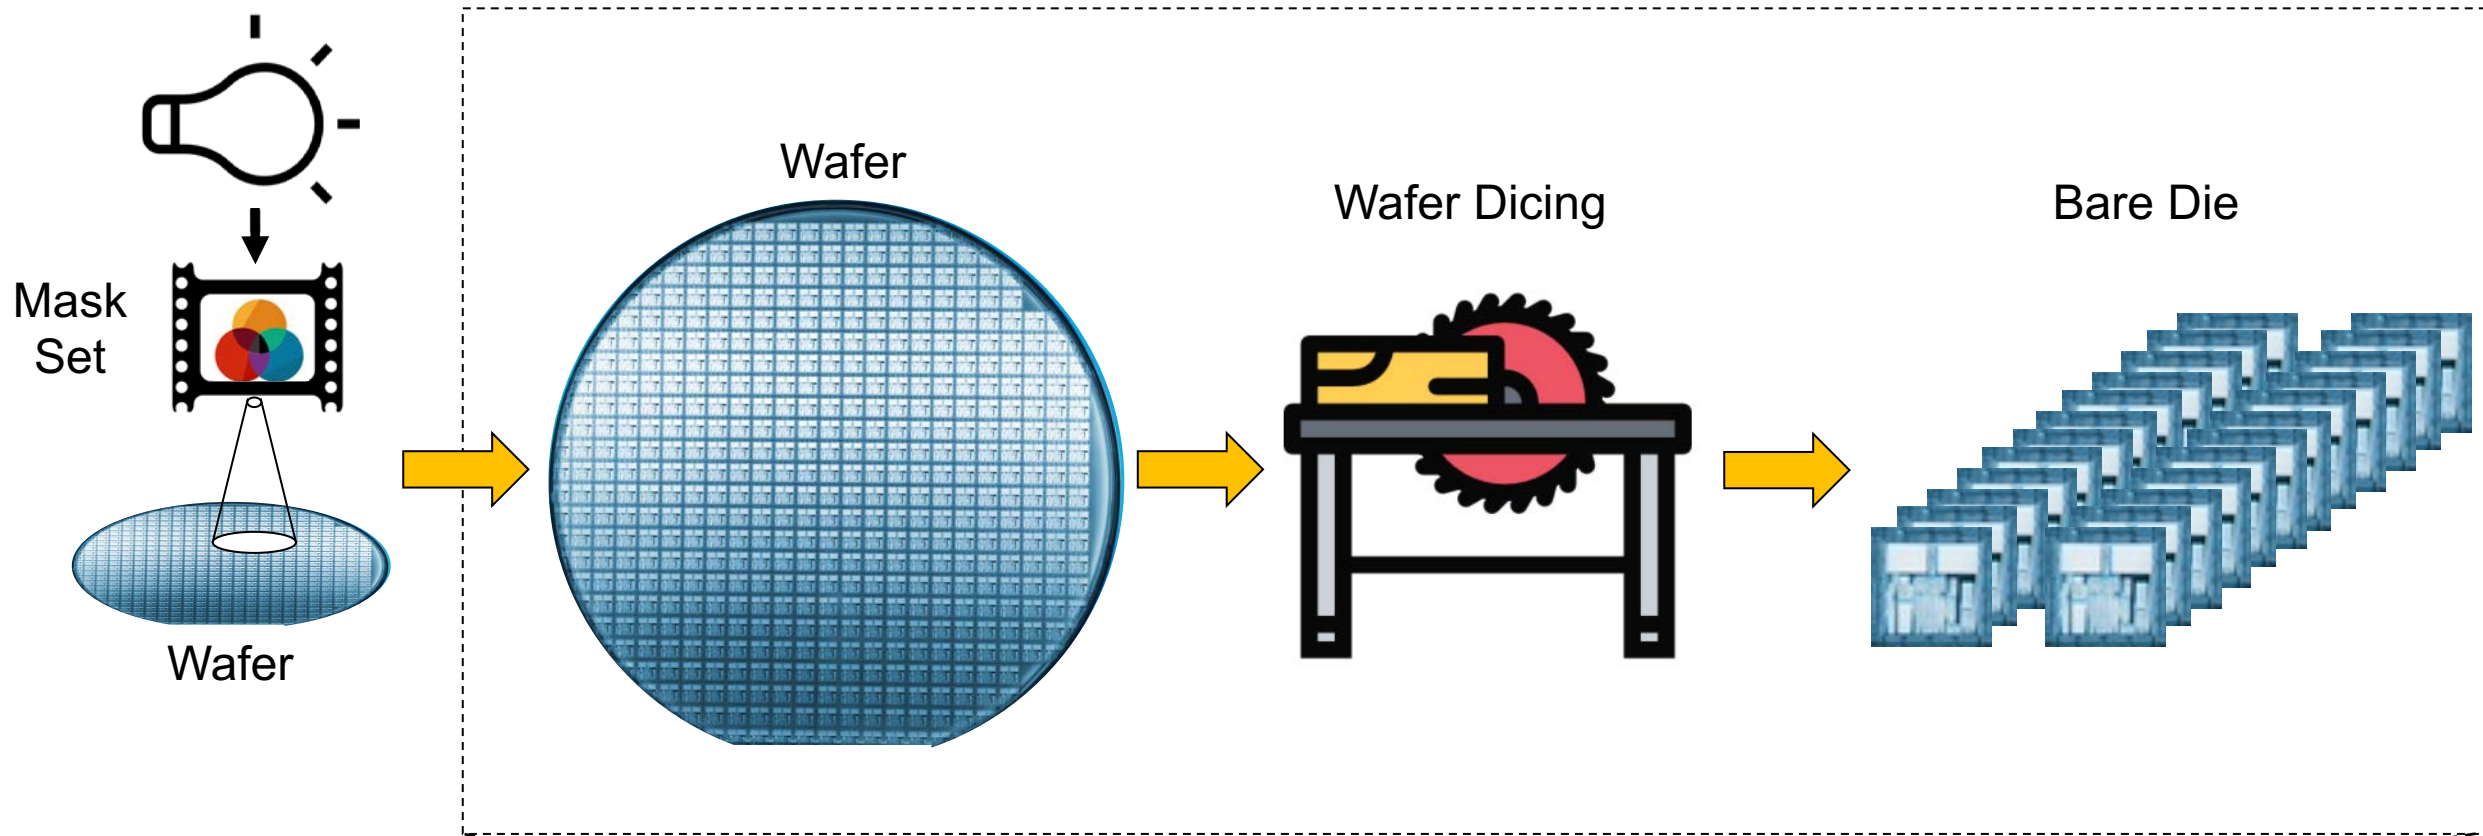 Mask
Set
Wafer
Wafer
Wafer Dicing
Bare Die